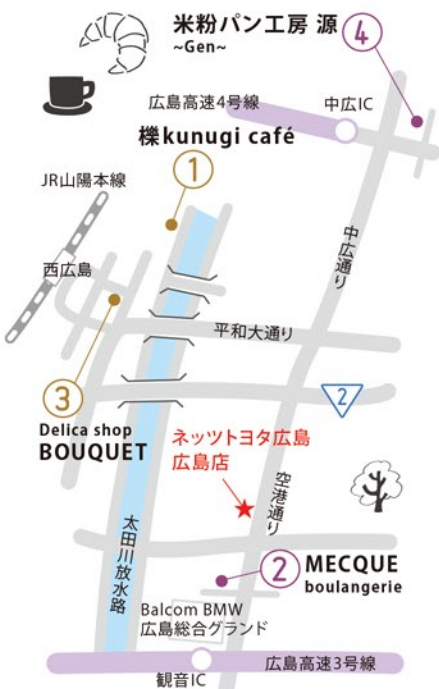 米粉パン工房 源
~Gen~
4
広島高速4号線
中広IC
櫟kunugi café
1
JR山陽本線
中広通り
西広島
平和大通り
2
3
Delica shop
BOUQUET
ネッツトヨタ広島
広島店
空港通り
太田川放水路
2
MECQUE
boulangerie
Balcom BMW
広島総合グランド
広島高速3号線
観音IC